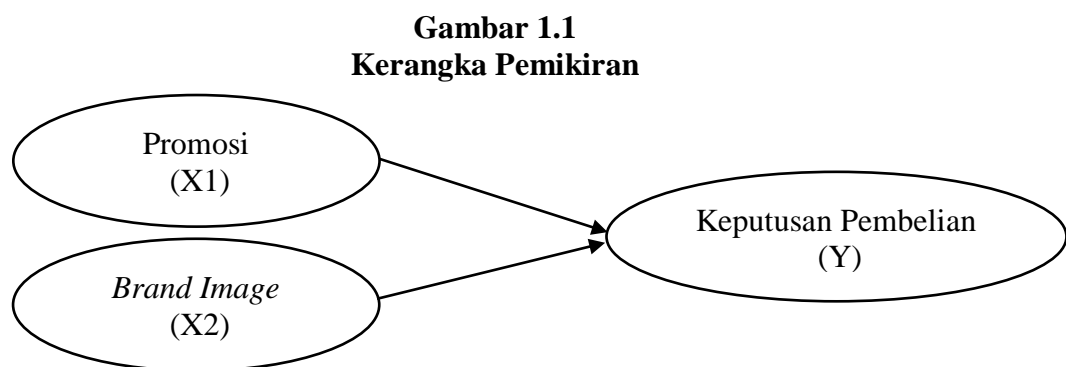 Gambar 1.1
Kerangka Pemikiran
Promosi
(X1)
Brand Image
(X2)
Keputusan Pembelian
(Y)